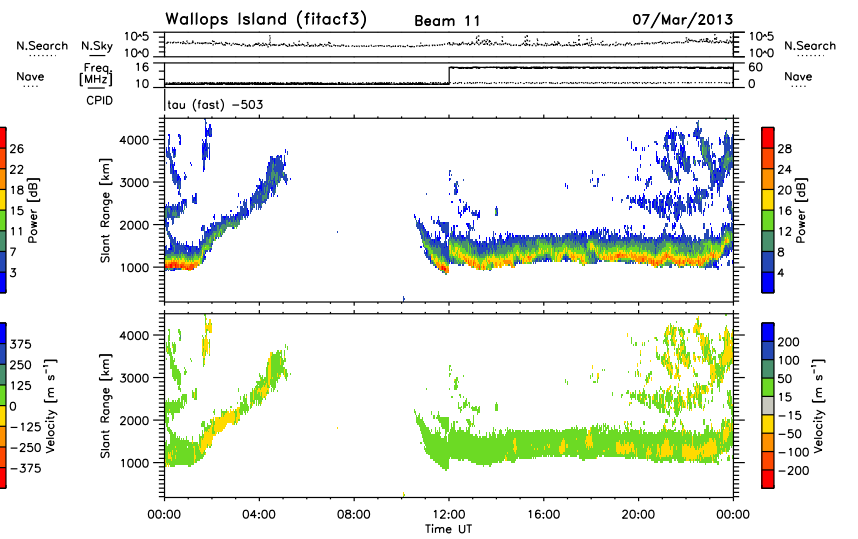 Wallops Island (fitacf3) Beam 11 07/Mar/2013
N.Search N.Sky 10^5 10^0 10^5 10^0 N.Search
Nave Freq. [MHz] 16 10 60 0 Nave
CPID tau (fast) -503
Slant Range [km] 4000 3000 2000 1000
Power [dB] 26 22 18 15 11 7 3
Power [dB] 28 24 20 16 12 8 4
Slant Range [km] 4000 3000 2000 1000
Velocity [m s⁻¹] 375 250 125 0 -125 -250 -375
Velocity [m s⁻¹] 200 100 50 15 -15 -50 -100 -200
00:00 04:00 08:00 12:00 16:00 20:00 00:00
Time UT